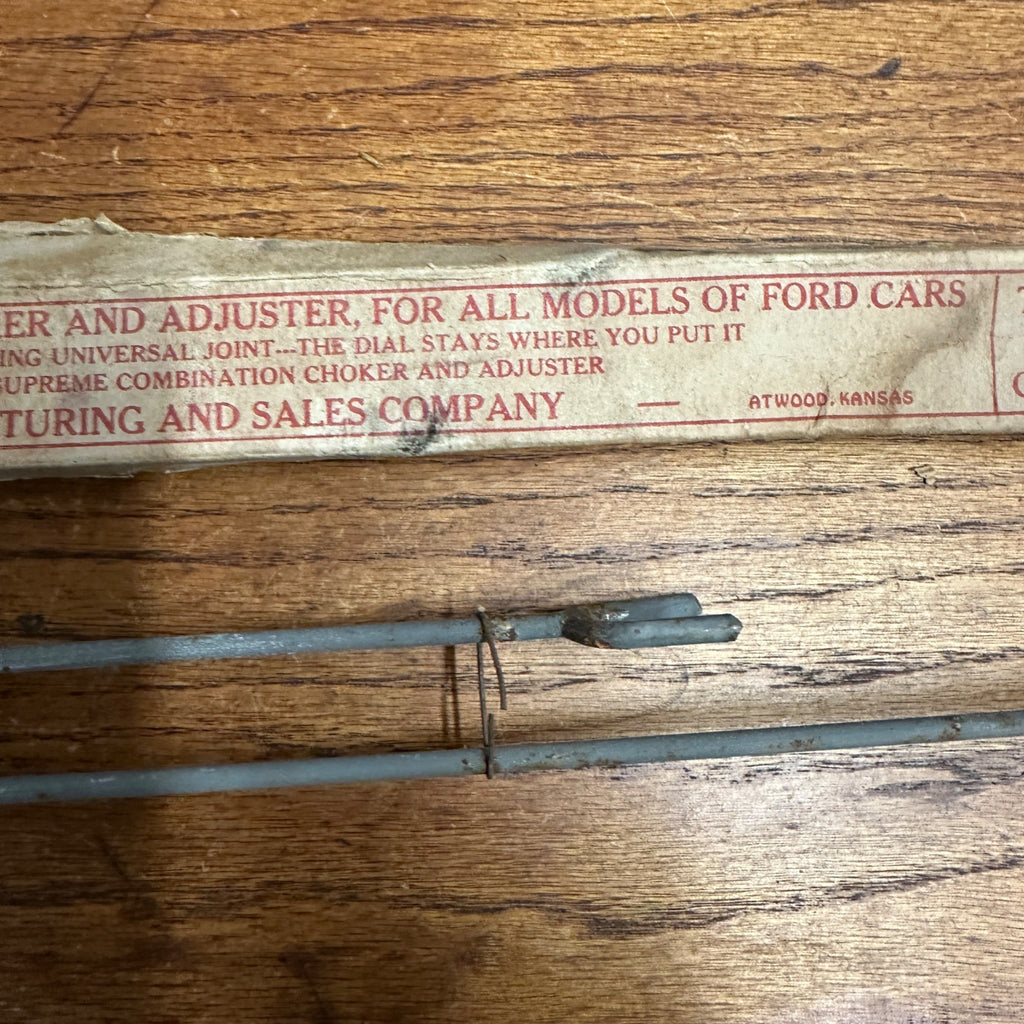 ER AND ADJUSTER, FOR ALL MODELS OF FORD CARS
ING UNIVERSAL JOINT---THE DIAL STAYS WHERE YOU PUT IT
SUPREME COMBINATION CHOKER AND ADJUSTER
TURING AND SALES COMPANY — ATWOOD, KANSAS